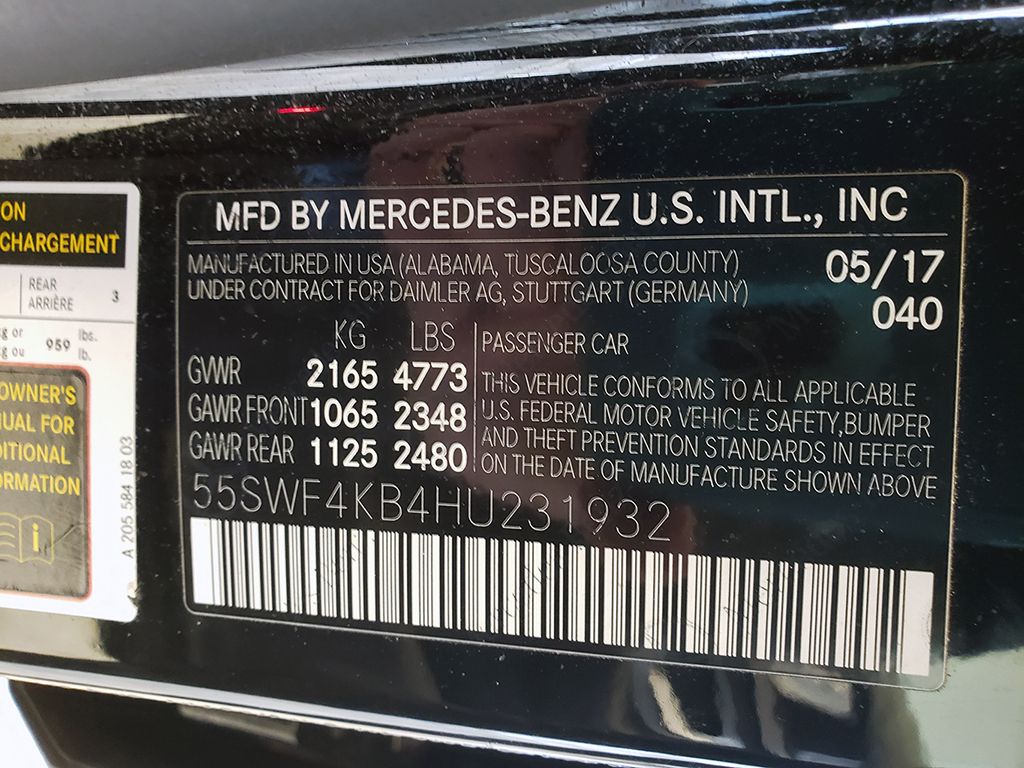 ON
CHARGEMENT
REAR
ARRIÈRE
3
kg or 959 lbs.
kg ou lb.
OWNER'S
UAL FOR
DITIONAL
ORMATION
i
A 205 584 18 03
MFD BY MERCEDES-BENZ U.S. INTL., INC
MANUFACTURED IN USA (ALABAMA, TUSCALOOSA COUNTY) 05/17
UNDER CONTRACT FOR DAIMLER AG, STUTTGART (GERMANY) 040
KG LBS
GVWR 2165 4773
GAWR FRONT 1065 2348
GAWR REAR 1125 2480
PASSENGER CAR
THIS VEHICLE CONFORMS TO ALL APPLICABLE
U.S. FEDERAL MOTOR VEHICLE SAFETY,BUMPER
AND THEFT PREVENTION STANDARDS IN EFFECT
ON THE DATE OF MANUFACTURE SHOWN ABOVE
55SWF4KB4HU231932